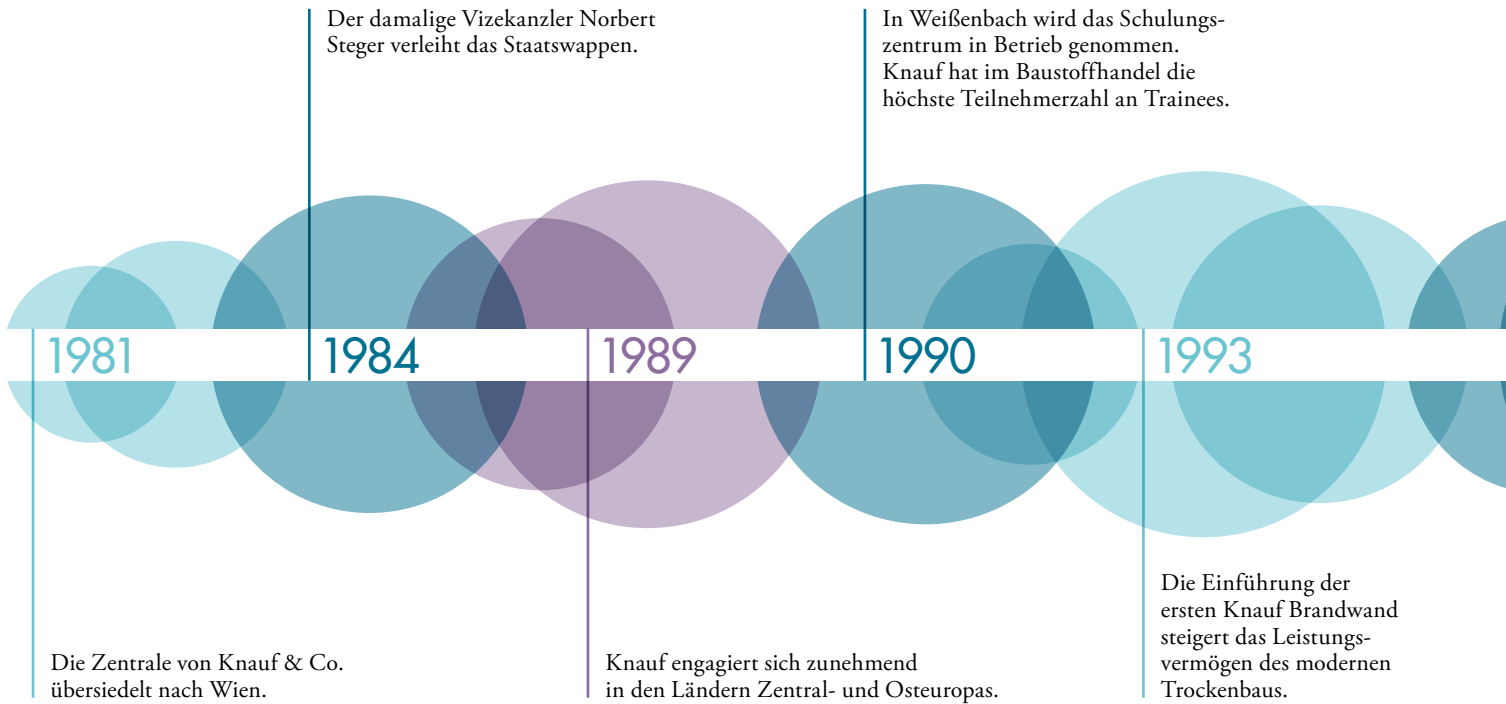 Der damalige Vizekanzler Norbert
Steger verleiht das Staatswappen.
In Weißenbach wird das Schulungs-
zentrum in Betrieb genommen.
Knauf hat im Baustoffhandel die
höchste Teilnehmerzahl an Trainees.
1981
1984
1989
1990
1993
Die Zentrale von Knauf & Co.
übersiedelt nach Wien.
Knauf engagiert sich zunehmend
in den Ländern Zentral- und Osteuropas.
Die Einführung der
ersten Knauf Brandwand
steigert das Leistungs-
vermögen des modernen
Trockenbaus.